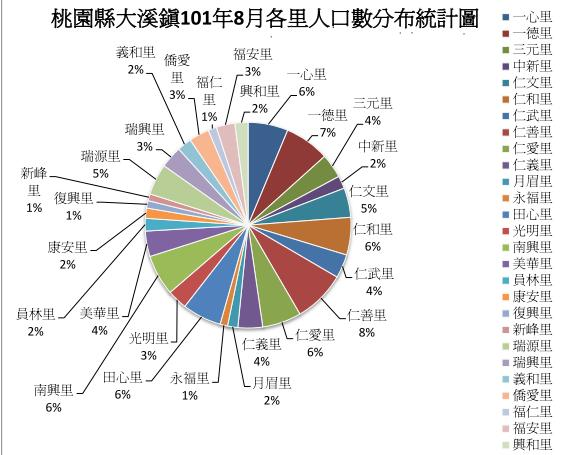 桃園縣大溪鎮101年8月各里人口數分布統計圖
一心里
6%
一德里
7%
三元里
4%
中新里
2%
仁文里
5%
仁和里
6%
仁武里
4%
仁善里
8%
仁愛里
6%
仁義里
4%
月眉里
2%
永福里
1%
田心里
6%
光明里
3%
南興里
6%
美華里
4%
員林里
2%
康安里
2%
復興里
1%
新峰
里
1%
瑞源里
5%
瑞興里
3%
義和里
2%
僑愛
里
3%
福仁
里
1%
福安里
3%
興和里
2%
一心里
一德里
三元里
中新里
仁文里
仁和里
仁武里
仁善里
仁愛里
仁義里
月眉里
永福里
田心里
光明里
南興里
美華里
員林里
康安里
復興里
新峰里
瑞源里
瑞興里
義和里
僑愛里
福仁里
福安里
興和里